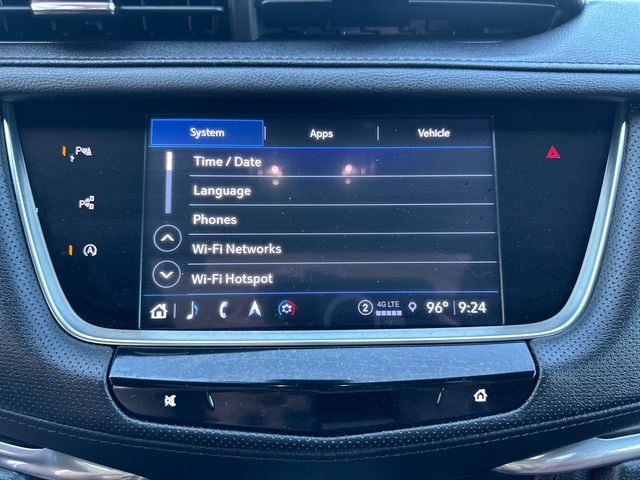 System Apps Vehicle
Time / Date
Language
Phones
Wi-Fi Networks
Wi-Fi Hotspot
2 4G LTE 96° 9:24
P
P
A